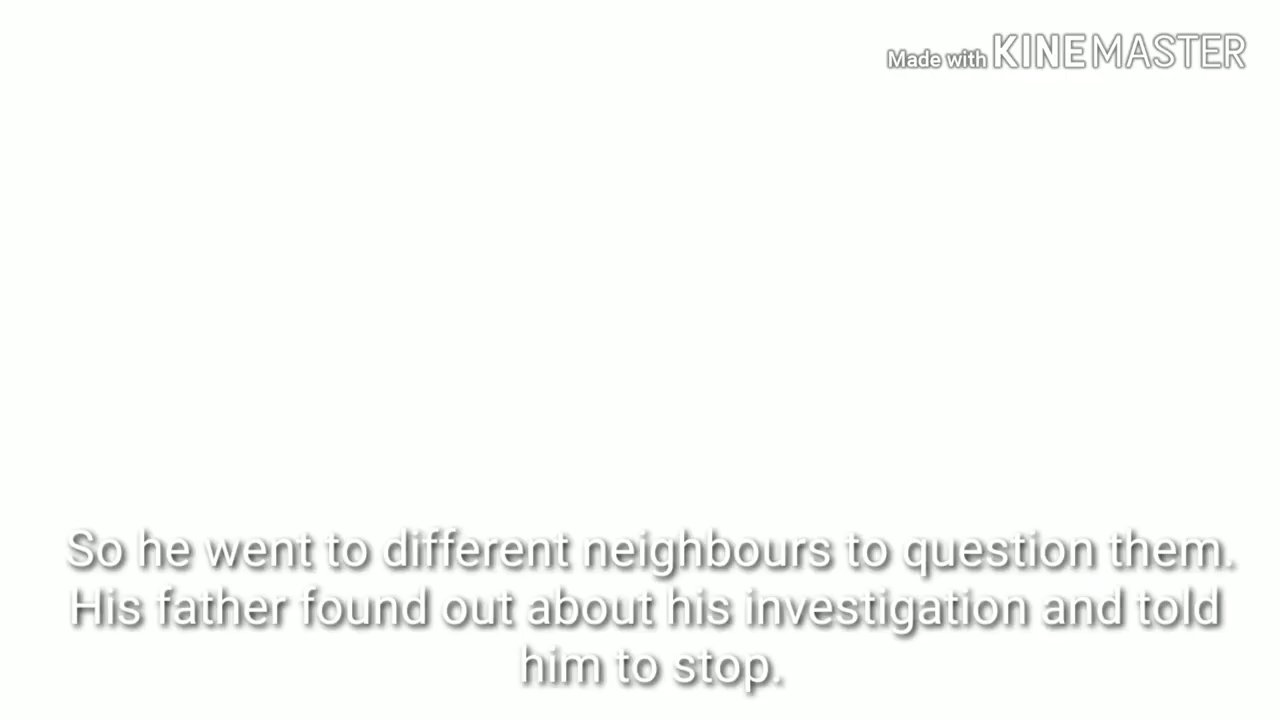 Made with KINEMASTER
So he went to different neighbours to question them.
His father found out about his investigation and told
him to stop.